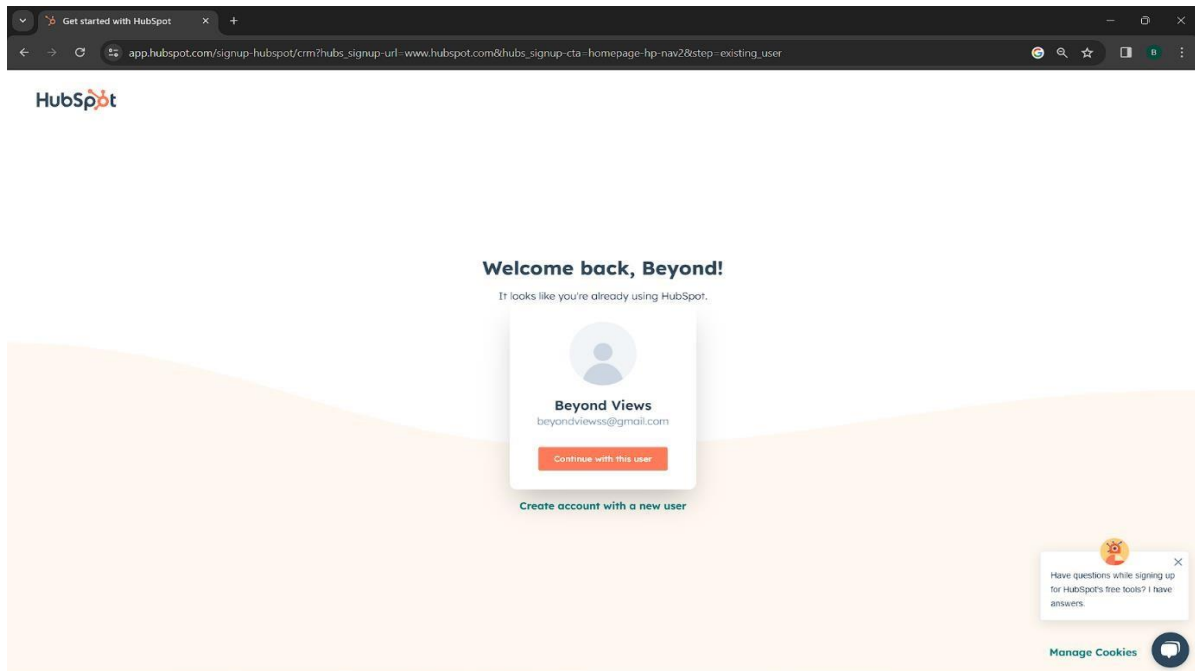 Get started with HubSpot
app.hubspot.com/signup-hubspot/crm?hubs_signup-url=www.hubspot.com&hubs_signup-cta=homepage-hp-nav2&step=existing_user
B
HubSpot
Welcome back, Beyond!
It looks like you're already using HubSpot.
Beyond Views
beyondviewss@gmail.com
Continue with this user
Create account with a new user
Have questions while signing up
for HubSpot's free tools? I have
answers.
Manage Cookies